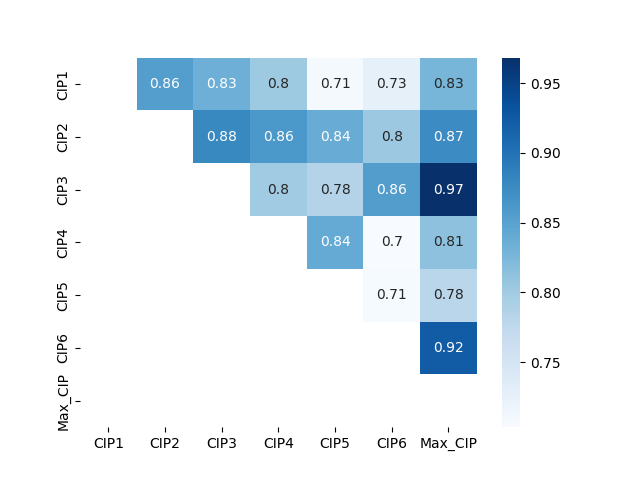 CIP1 0.86 0.83 0.8 0.71 0.73 0.83 0.95
CIP2 0.88 0.86 0.84 0.8 0.87 0.90
CIP3 0.8 0.78 0.86 0.97 0.85
CIP4 0.84 0.7 0.81
CIP5 0.71 0.78 0.80
CIP6 0.92 0.75
Max_CIP
CIP1 CIP2 CIP3 CIP4 CIP5 CIP6 Max_CIP